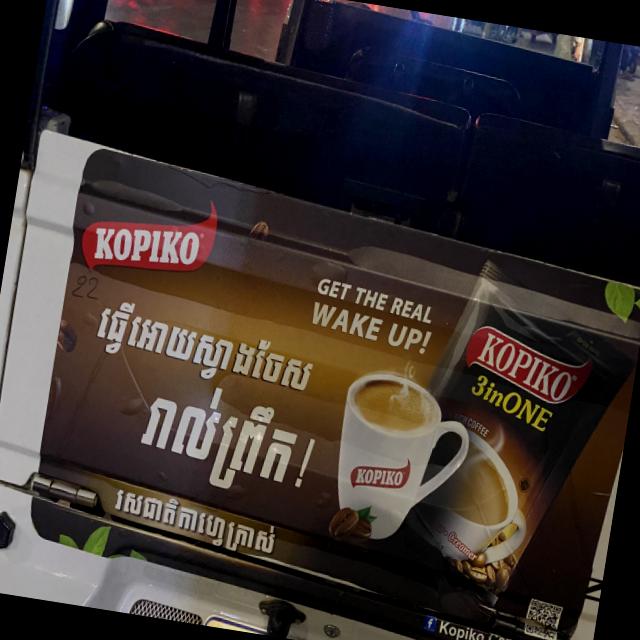 KOPIKO
22
GET THE REAL
WAKE UP!
ធ្វើអោយស្វាងចែស
រាល់ព្រឹក!
រសជាតិកាហ្វេក្រាស់
KOPIKO
3inONE
COFFEE
KOPIKO
Kopiko